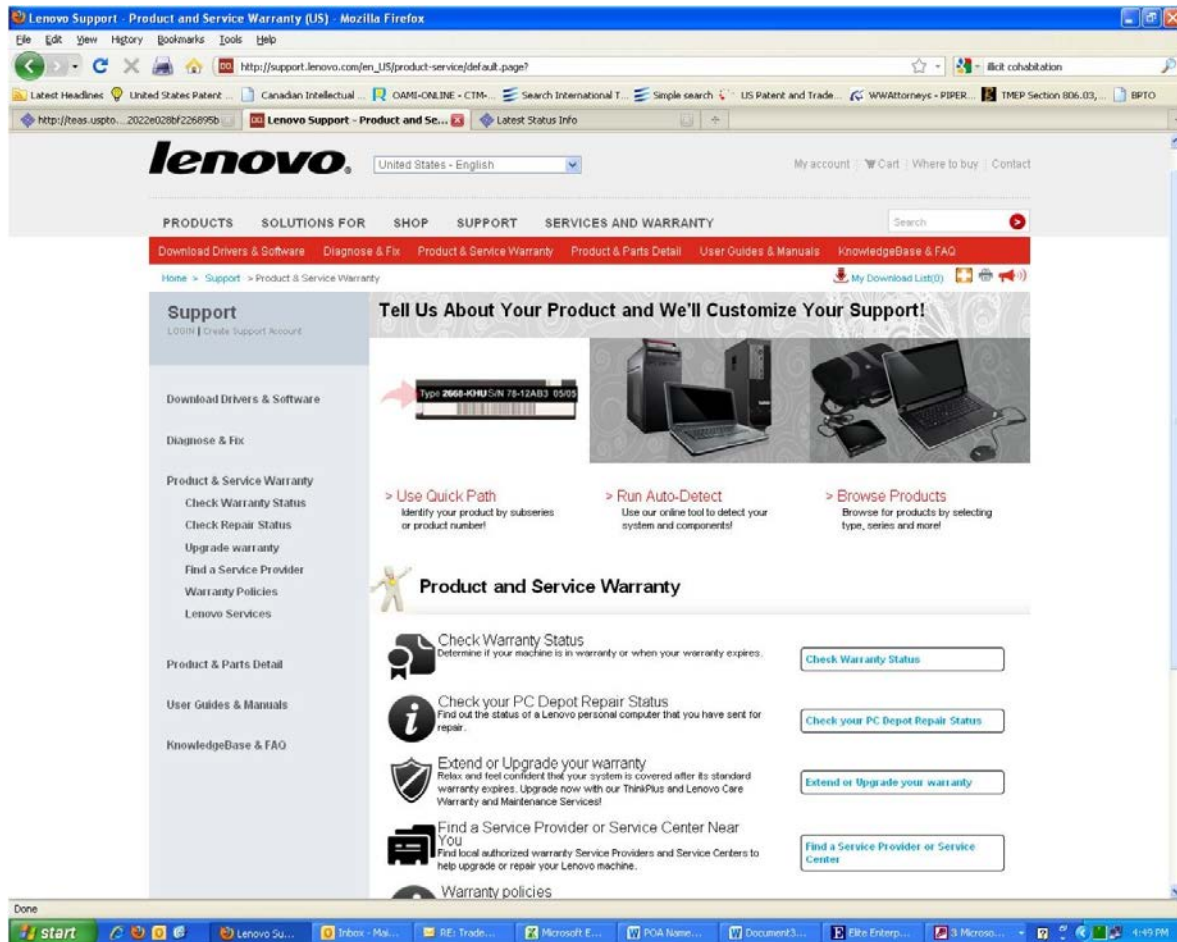 Lenovo Support - Product and Service Warranty (US) - Mozilla Firefox
File Edit View History Bookmarks Tools Help
http://support.lenovo.com/en_US/product-service/default.page?
illicit cohabitation
Latest Headlines United States Patent ... Canadian Intellectual ... OAMI-ONLINE - CTM-... Search International T... Simple search US Patent and Trade... WWAttorneys - PIPER... TMEP Section 806.03, ... BPTO
http://teas.uspto....2022e028bf226895b Lenovo Support - Product and Se... Latest Status Info
lenovo.
United States - English
My account Cart Where to buy Contact
PRODUCTS SOLUTIONS FOR SHOP SUPPORT SERVICES AND WARRANTY Search
Download Drivers & Software Diagnose & Fix Product & Service Warranty Product & Parts Detail User Guides & Manuals KnowledgeBase & FAQ
Home > Support > Product & Service Warranty
My Download List(0)
Support
LOGIN | Create Support Account
Download Drivers & Software
Diagnose & Fix
Product & Service Warranty
Check Warranty Status
Check Repair Status
Upgrade warranty
Find a Service Provider
Warranty Policies
Lenovo Services
Product & Parts Detail
User Guides & Manuals
KnowledgeBase & FAQ
Tell Us About Your Product and We'll Customize Your Support!
Type 2668-KHU S/N 78-12AB3 05/05
> Use Quick Path
Identify your product by subseries
or product number!
> Run Auto-Detect
Use our online tool to detect your
system and components!
> Browse Products
Browse for products by selecting
type, series and more!
Product and Service Warranty
Check Warranty Status
Determine if your machine is in warranty or when your warranty expires.
Check Warranty Status
Check your PC Depot Repair Status
Find out the status of a Lenovo personal computer that you have sent for
repair.
Check your PC Depot Repair Status
Extend or Upgrade your warranty
Relax and feel confident that your system is covered after its standard
warranty expires. Upgrade now with our ThinkPlus and Lenovo Care
Warranty and Maintenance Services!
Extend or Upgrade your warranty
Find a Service Provider or Service Center Near
You
Find local authorized warranty Service Providers and Service Centers to
help upgrade or repair your Lenovo machine.
Find a Service Provider or Service
Center
Warranty policies
Done
start Lenovo Su... Inbox - Mai... RE: Trade... Microsoft E... POA Name... Document3... Elite Enterp... 3 Microso... 4:49 PM